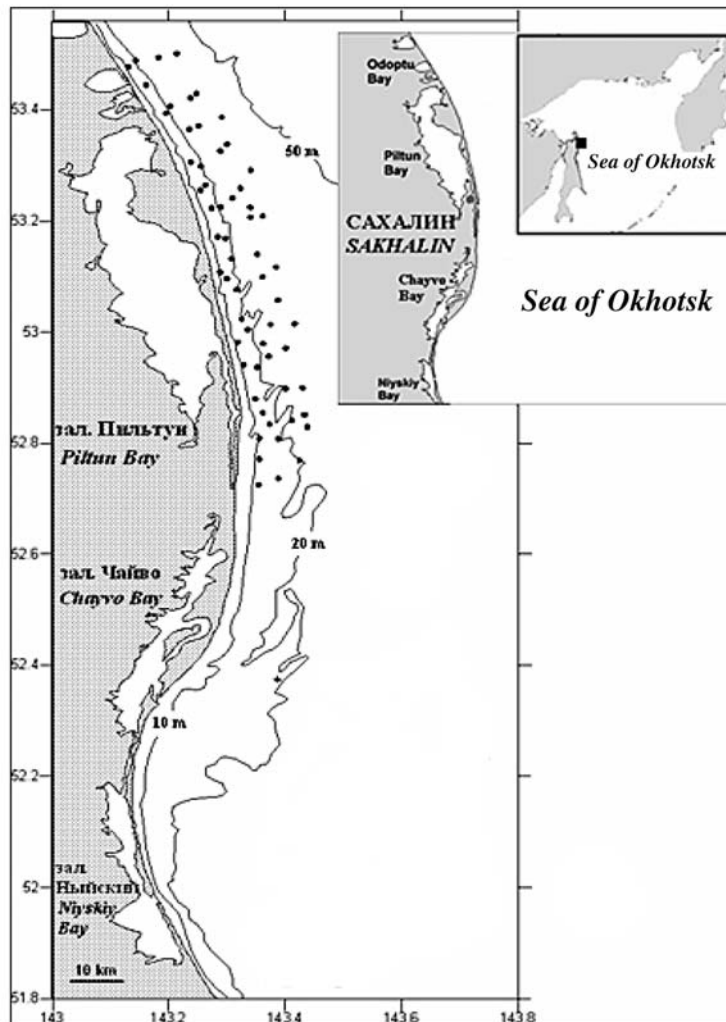 53.4
53.2
53
52.8
52.6
52.4
52.2
52
51.8
143
143.2
143.4
143.6
143.8
50 m
20 m
10 m
зал. Пильтун
Piltun Bay
зал. Чайво
Chayvo Bay
зал.
Ныйский
Niyskiy
Bay
10 km
Odoptu
Bay
Piltun
Bay
САХАЛИН
SAKHALIN
Chayvo
Bay
Niyskiy
Bay
Sea of Okhotsk
Sea of Okhotsk